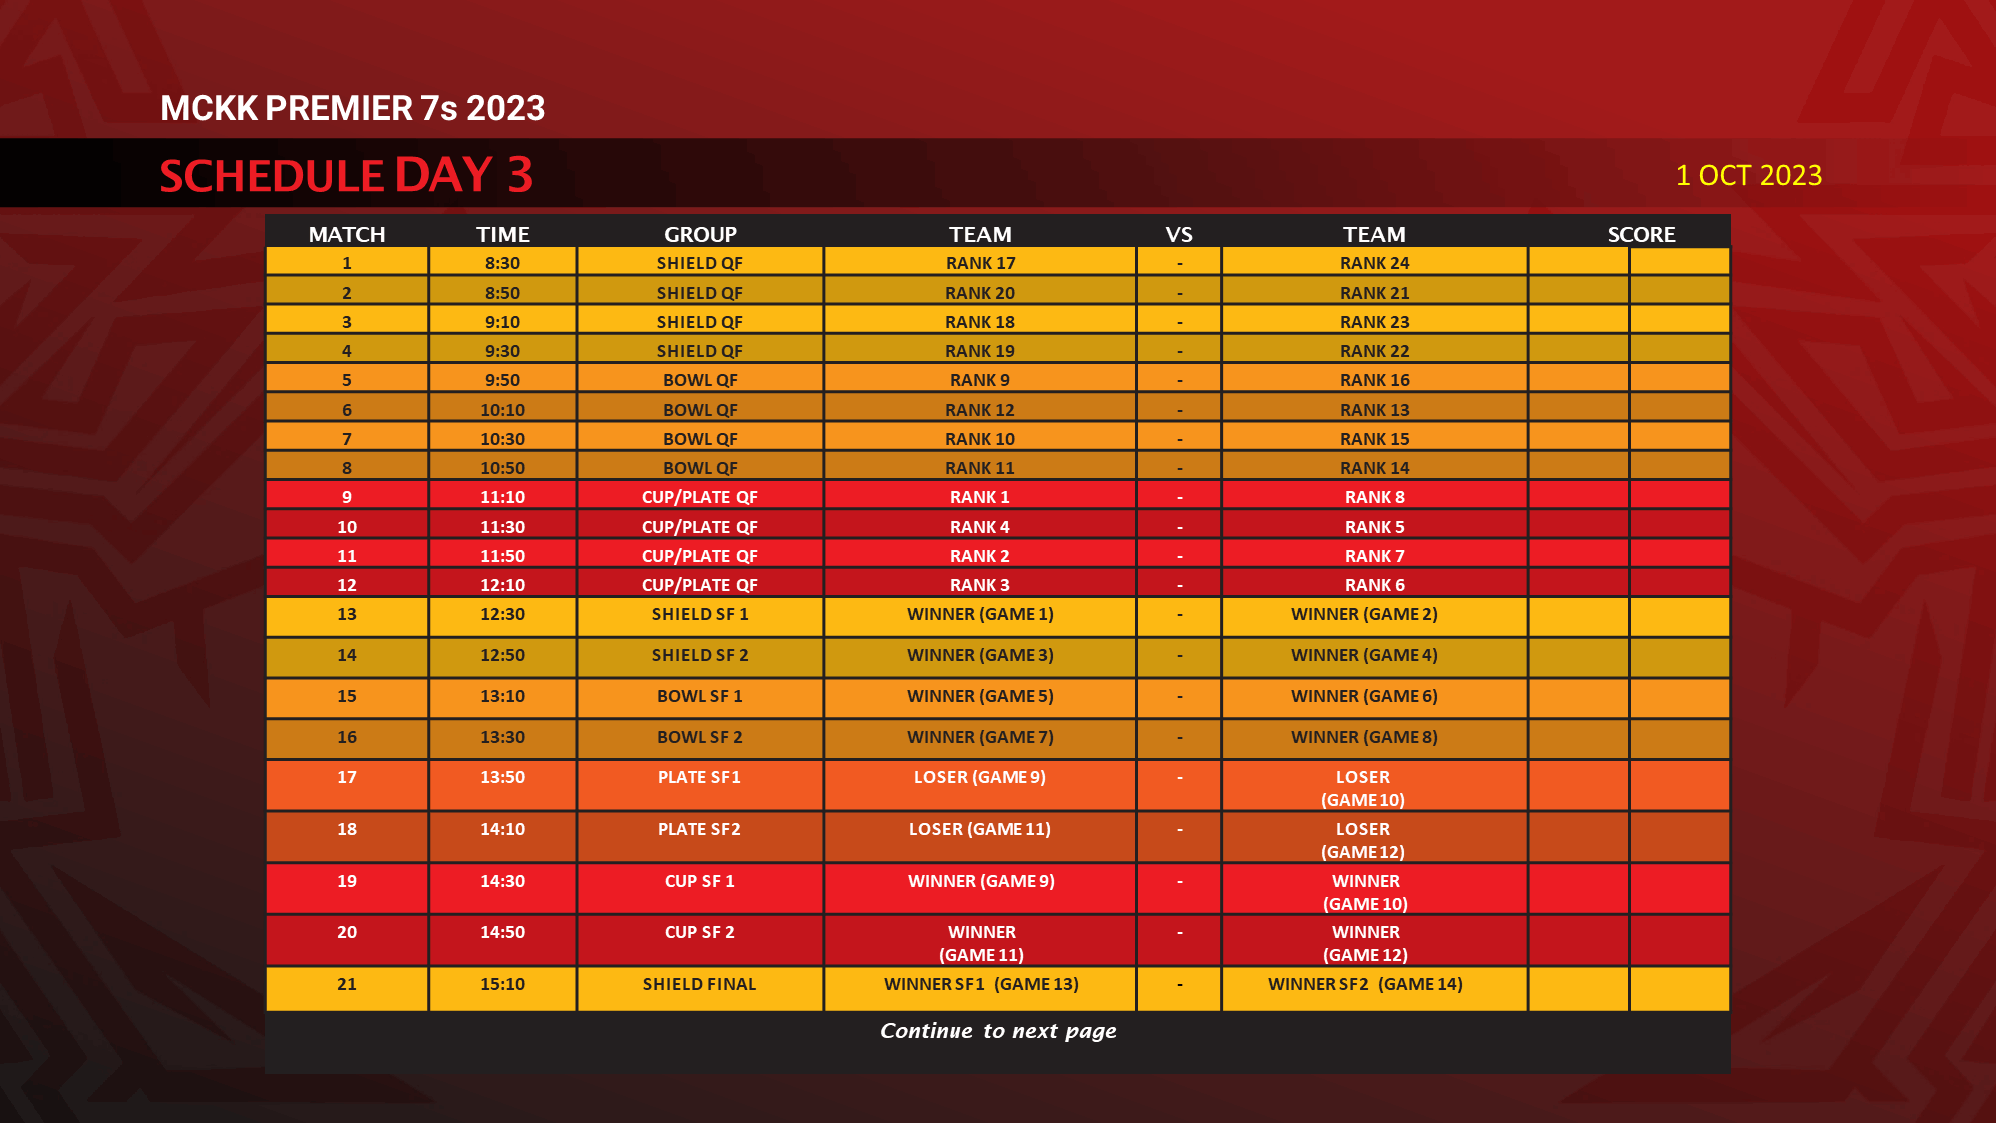 MCKK PREMIER 7s 2023
SCHEDULE DAY 3
1 OCT 2023
MATCH TIME GROUP TEAM VS TEAM SCORE
1 8:30 SHIELD QF RANK 17 - RANK 24
2 8:50 SHIELD QF RANK 20 - RANK 21
3 9:10 SHIELD QF RANK 18 - RANK 23
4 9:30 SHIELD QF RANK 19 - RANK 22
5 9:50 BOWL QF RANK 9 - RANK 16
6 10:10 BOWL QF RANK 12 - RANK 13
7 10:30 BOWL QF RANK 10 - RANK 15
8 10:50 BOWL QF RANK 11 - RANK 14
9 11:10 CUP/PLATE QF RANK 1 - RANK 8
10 11:30 CUP/PLATE QF RANK 4 - RANK 5
11 11:50 CUP/PLATE QF RANK 2 - RANK 7
12 12:10 CUP/PLATE QF RANK 3 - RANK 6
13 12:30 SHIELD SF 1 WINNER (GAME 1) - WINNER (GAME 2)
14 12:50 SHIELD SF 2 WINNER (GAME 3) - WINNER (GAME 4)
15 13:10 BOWL SF 1 WINNER (GAME 5) - WINNER (GAME 6)
16 13:30 BOWL SF 2 WINNER (GAME 7) - WINNER (GAME 8)
17 13:50 PLATE SF1 LOSER (GAME 9) - LOSER
(GAME 10)
18 14:10 PLATE SF2 LOSER (GAME 11) - LOSER
(GAME 12)
19 14:30 CUP SF 1 WINNER (GAME 9) - WINNER
(GAME 10)
20 14:50 CUP SF 2 WINNER - WINNER
(GAME 11) (GAME 12)
21 15:10 SHIELD FINAL WINNER SF1 (GAME 13) - WINNER SF2 (GAME 14)
Continue to next page